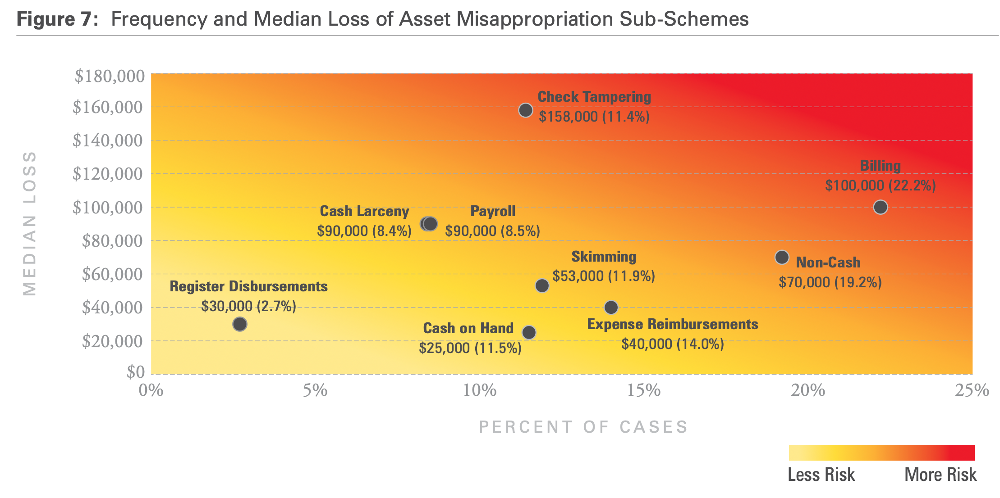 Figure 7: Frequency and Median Loss of Asset Misappropriation Sub-Schemes
MEDIAN LOSS
$180,000
$160,000
$140,000
$120,000
$100,000
$80,000
$60,000
$40,000
$20,000
$0
Check Tampering
$158,000 (11.4%)
Billing
$100,000 (22.2%)
Cash Larceny
$90,000 (8.4%)
Payroll
$90,000 (8.5%)
Skimming
$53,000 (11.9%)
Non-Cash
$70,000 (19.2%)
Register Disbursements
$30,000 (2.7%)
Cash on Hand
$25,000 (11.5%)
Expense Reimbursements
$40,000 (14.0%)
0%
5%
10%
15%
20%
25%
PERCENT OF CASES
Less Risk
More Risk